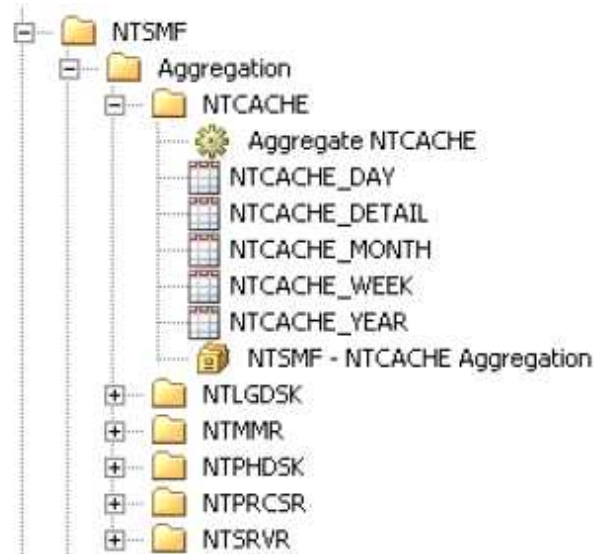 NTSMF
Aggregation
NTCACHE
Aggregate NTCACHE
NTCACHE_DAY
NTCACHE_DETAIL
NTCACHE_MONTH
NTCACHE_WEEK
NTCACHE_YEAR
NTSMF - NTCACHE Aggregation
NTLGDSK
NTMMR
NTPHDSK
NTPRCSR
NTSRVR